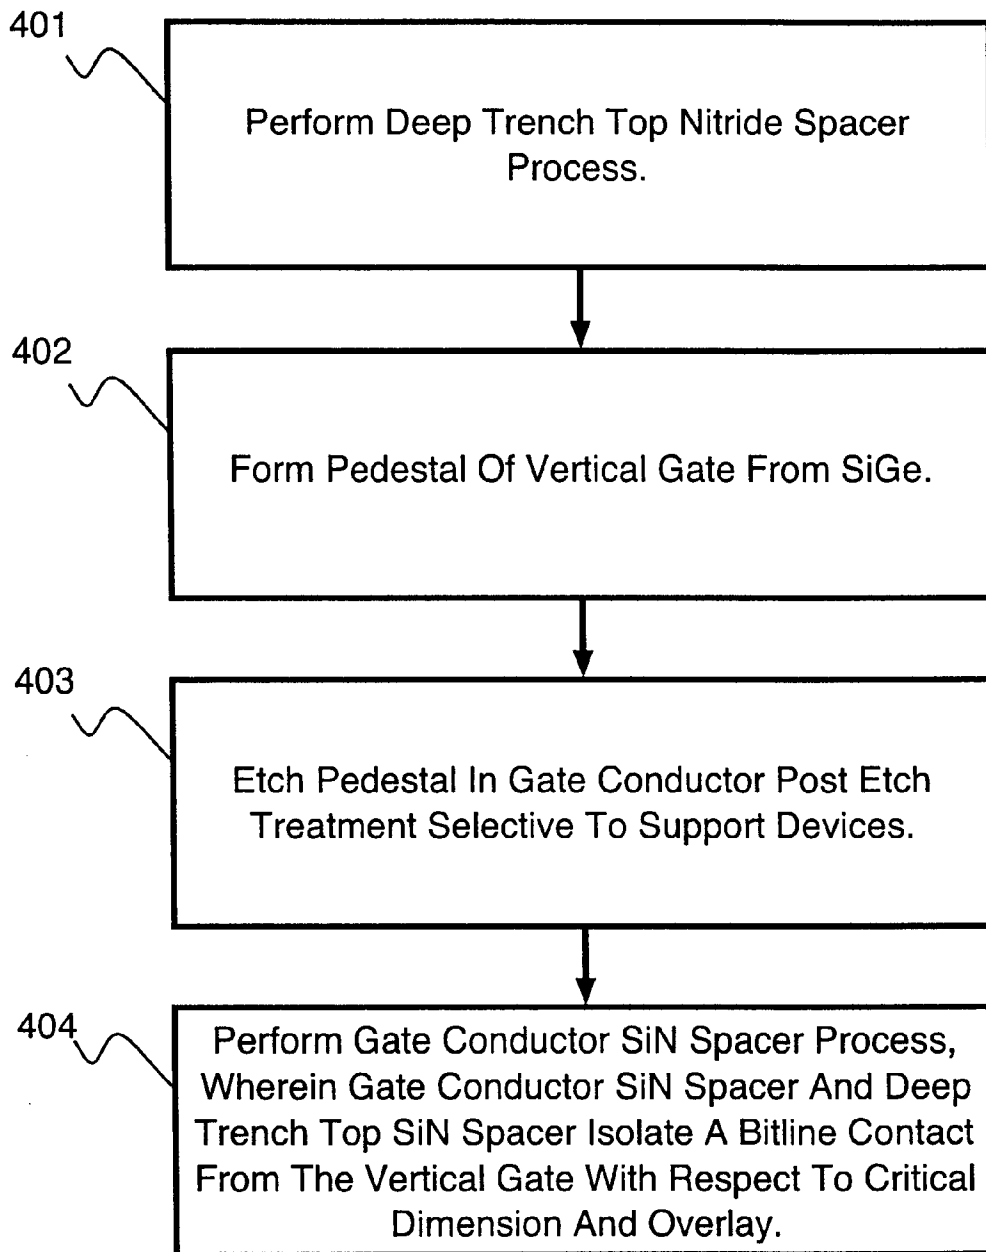 401
Perform Deep Trench Top Nitride Spacer
Process.
402
Form Pedestal Of Vertical Gate From SiGe.
403
Etch Pedestal In Gate Conductor Post Etch
Treatment Selective To Support Devices.
404
Perform Gate Conductor SiN Spacer Process,
Wherein Gate Conductor SiN Spacer And Deep
Trench Top SiN Spacer Isolate A Bitline Contact
From The Vertical Gate With Respect To Critical
Dimension And Overlay.